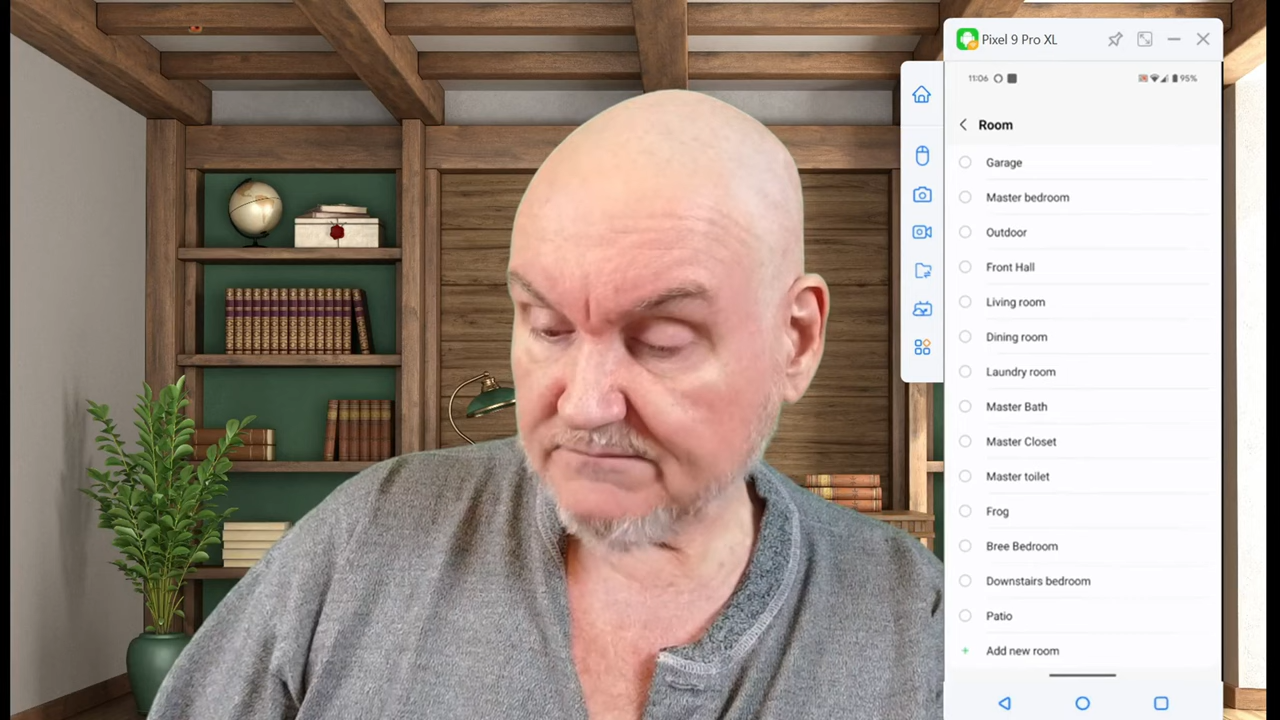 Pixel 9 Pro XL
11:06
95%
Room
Garage
Master bedroom
Outdoor
Front Hall
Living room
Dining room
Laundry room
Master Bath
Master Closet
Master toilet
Frog
Bree Bedroom
Downstairs bedroom
Patio
+ Add new room